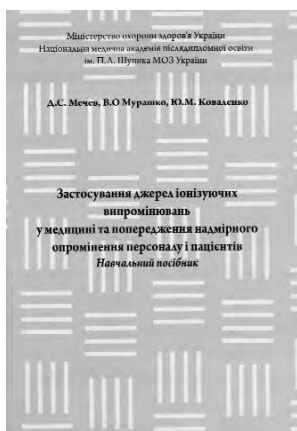 Міністерство охорони здоров'я України
Національна медична академія післядипломної освіти
ім. П.Л. Шупика МОЗ України
Д.С. Мечев, В.О Мурашко, Ю.М. Коваленко
Застосування джерел іонізуючих
випромінювань
у медицині та попередження надмірного
опромінення персоналу і пацієнтів
Навчальний посібник